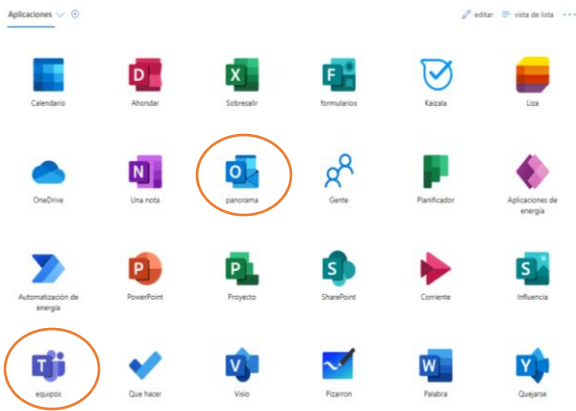 Aplicaciones
editar vista de lista
Calendario Ahondar Sobresalir formularios Kaizala Liza
OneDrive Una nota panorama Gente Planificador Aplicaciones de
energía
Automatización de PowerPoint Proyecto SharePoint Corriente Influencia
energía
equipos Que hacer Visio Pizarron Palabra Quejarse